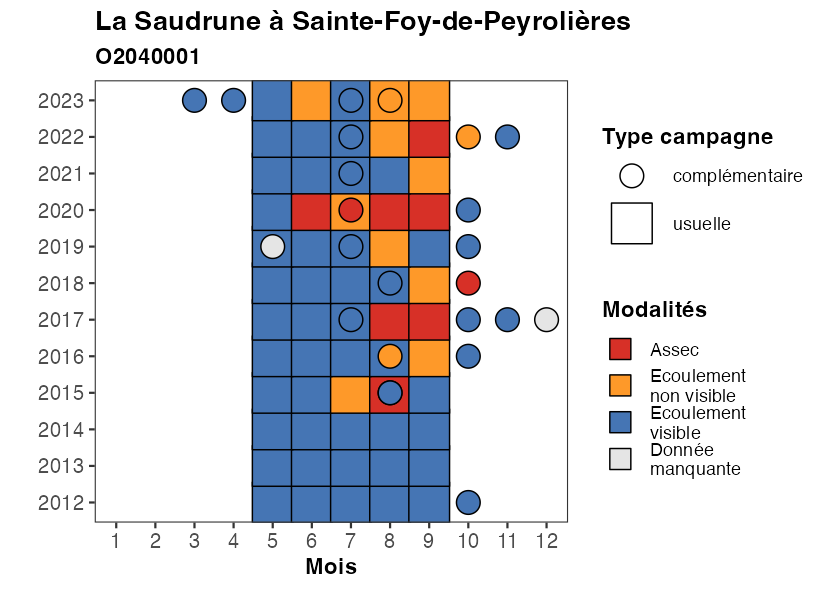 La Saudrune à Sainte-Foy-de-Peyrolières
O2040001
2023
2022
2021
2020
2019
2018
2017
2016
2015
2014
2013
2012
1 2 3 4 5 6 7 8 9 10 11 12
Mois
Type campagne
complémentaire
usuelle
Modalités
Assec
Ecoulement
non visible
Ecoulement
visible
Donnée
manquante